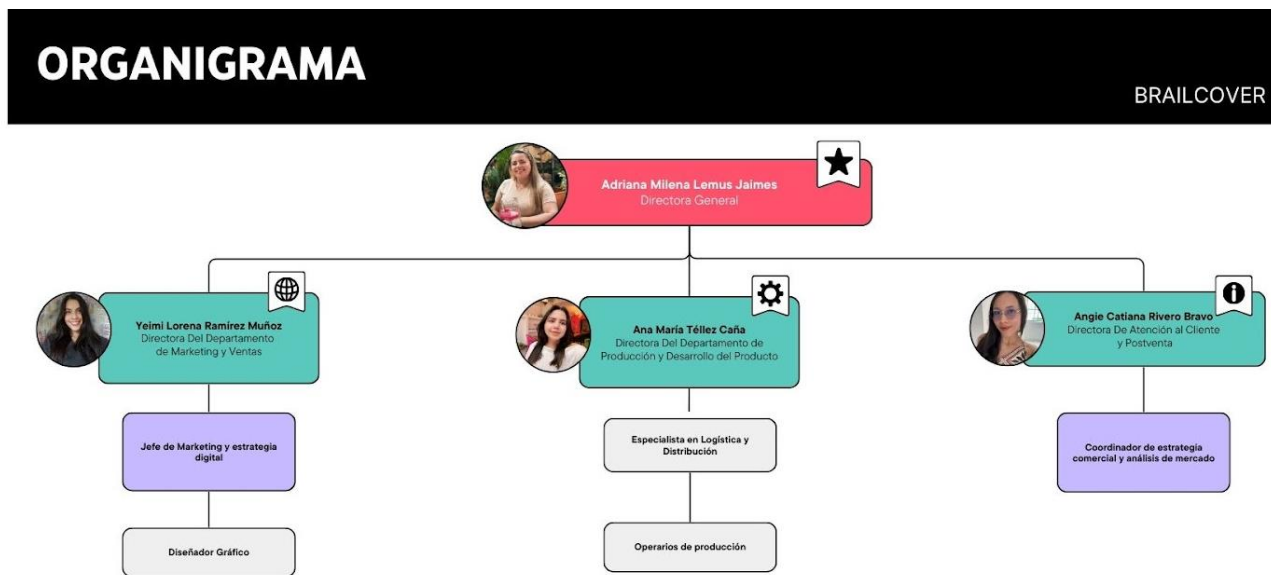 ORGANIGRAMA
BRAILCOVER
Adriana Milena Lemus Jaimes
Directora General
Yeimi Lorena Ramírez Muñoz
Directora Del Departamento
de Marketing y Ventas
Ana María Téllez Caña
Directora Del Departamento de
Producción y Desarrollo del Producto
Angie Catiana Rivero Bravo
Directora De Atención al Cliente
y Postventa
Jefe de Marketing y estrategia
digital
Especialista en Logística y
Distribución
Coordinador de estrategia
comercial y análisis de mercado
Diseñador Gráfico
Operarios de producción